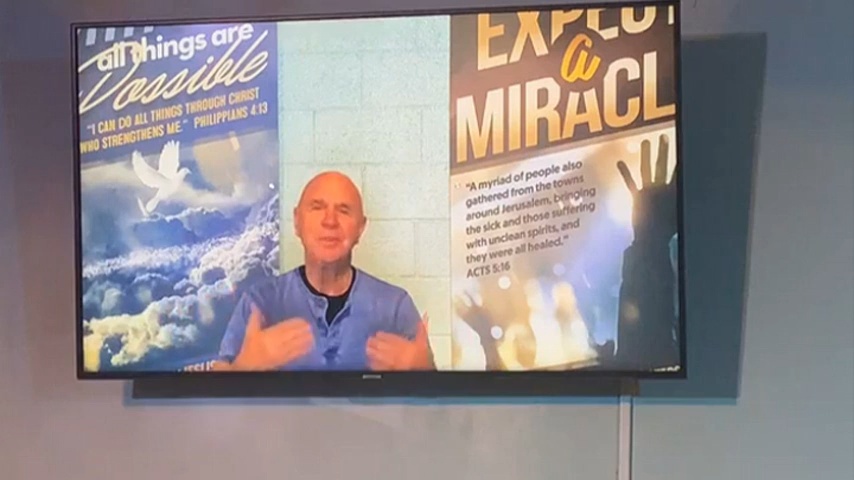 all things are
Possible
"I CAN DO ALL THINGS THROUGH CHRIST
WHO STRENGTHENS ME." PHILIPPIANS 4:13
EXPECT
a
MIRACL
"A myriad of people also
gathered from the towns
around Jerusalem, bringing
the sick and those suffering
with unclean spirits, and
they were all healed."
ACTS 5:16